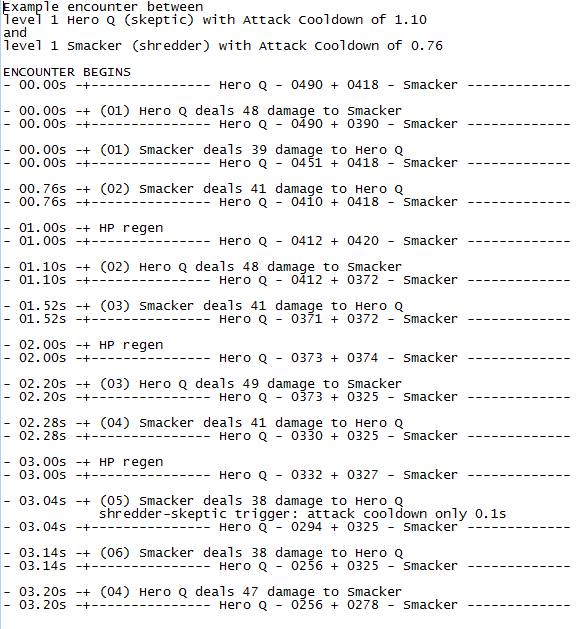 Example encounter between
level 1 Hero Q (skeptic) with Attack Cooldown of 1.10
and
level 1 Smacker (shredder) with Attack Cooldown of 0.76
ENCOUNTER BEGINS
- 00.00s -+--------------- Hero Q - 0490 + 0418 - Smacker -------------
- 00.00s -+ (01) Hero Q deals 48 damage to Smacker
- 00.00s -+--------------- Hero Q - 0490 + 0390 - Smacker -------------
- 00.00s -+ (01) Smacker deals 39 damage to Hero Q
- 00.00s -+--------------- Hero Q - 0451 + 0418 - Smacker -------------
- 00.76s -+ (02) Smacker deals 41 damage to Hero Q
- 00.76s -+--------------- Hero Q - 0410 + 0418 - Smacker -------------
- 01.00s -+ HP regen
- 01.00s -+--------------- Hero Q - 0412 + 0420 - Smacker -------------
- 01.10s -+ (02) Hero Q deals 48 damage to Smacker
- 01.10s -+--------------- Hero Q - 0412 + 0372 - Smacker -------------
- 01.52s -+ (03) Smacker deals 41 damage to Hero Q
- 01.52s -+--------------- Hero Q - 0371 + 0372 - Smacker -------------
- 02.00s -+ HP regen
- 02.00s -+--------------- Hero Q - 0373 + 0374 - Smacker -------------
- 02.20s -+ (03) Hero Q deals 49 damage to Smacker
- 02.20s -+--------------- Hero Q - 0373 + 0325 - Smacker -------------
- 02.28s -+ (04) Smacker deals 41 damage to Hero Q
- 02.28s -+--------------- Hero Q - 0330 + 0325 - Smacker -------------
- 03.00s -+ HP regen
- 03.00s -+--------------- Hero Q - 0332 + 0327 - Smacker -------------
- 03.04s -+ (05) Smacker deals 38 damage to Hero Q
shredder-skeptic trigger: attack cooldown only 0.1s
- 03.04s -+--------------- Hero Q - 0294 + 0325 - Smacker -------------
- 03.14s -+ (06) Smacker deals 38 damage to Hero Q
- 03.14s -+--------------- Hero Q - 0256 + 0325 - Smacker -------------
- 03.20s -+ (04) Hero Q deals 47 damage to Smacker
- 03.20s -+--------------- Hero Q - 0256 + 0278 - Smacker -------------